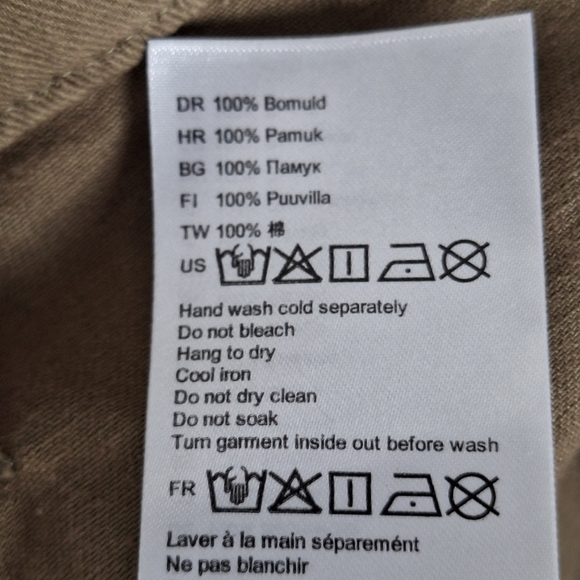 DR 100% Bomuld
HR 100% Pamuk
BG 100% Памук
FI 100% Puuvilla
TW 100% 棉
US
Hand wash cold separately
Do not bleach
Hang to dry
Cool iron
Do not dry clean
Do not soak
Turn garment inside out before wash
FR
Laver à la main séparemént
Ne pas blanchir